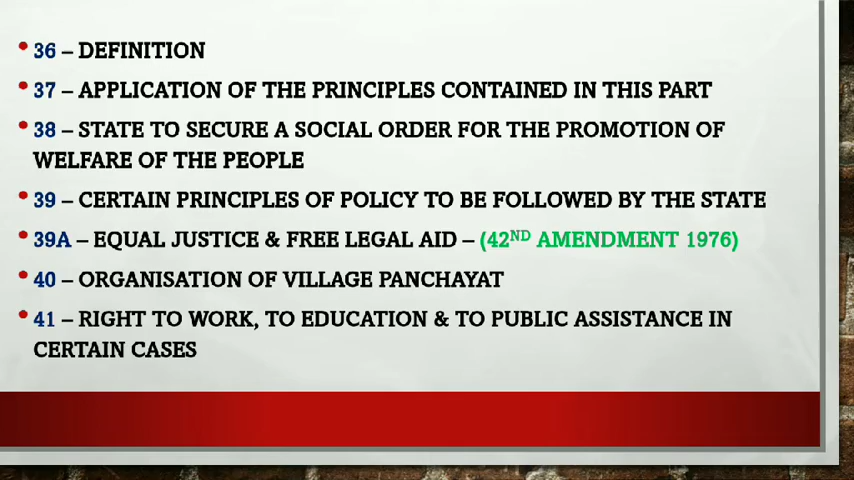 • 36 – DEFINITION
• 37 – APPLICATION OF THE PRINCIPLES CONTAINED IN THIS PART
• 38 – STATE TO SECURE A SOCIAL ORDER FOR THE PROMOTION OF
WELFARE OF THE PEOPLE
• 39 – CERTAIN PRINCIPLES OF POLICY TO BE FOLLOWED BY THE STATE
• 39A – EQUAL JUSTICE & FREE LEGAL AID – (42ND AMENDMENT 1976)
• 40 – ORGANISATION OF VILLAGE PANCHAYAT
• 41 – RIGHT TO WORK, TO EDUCATION & TO PUBLIC ASSISTANCE IN
CERTAIN CASES